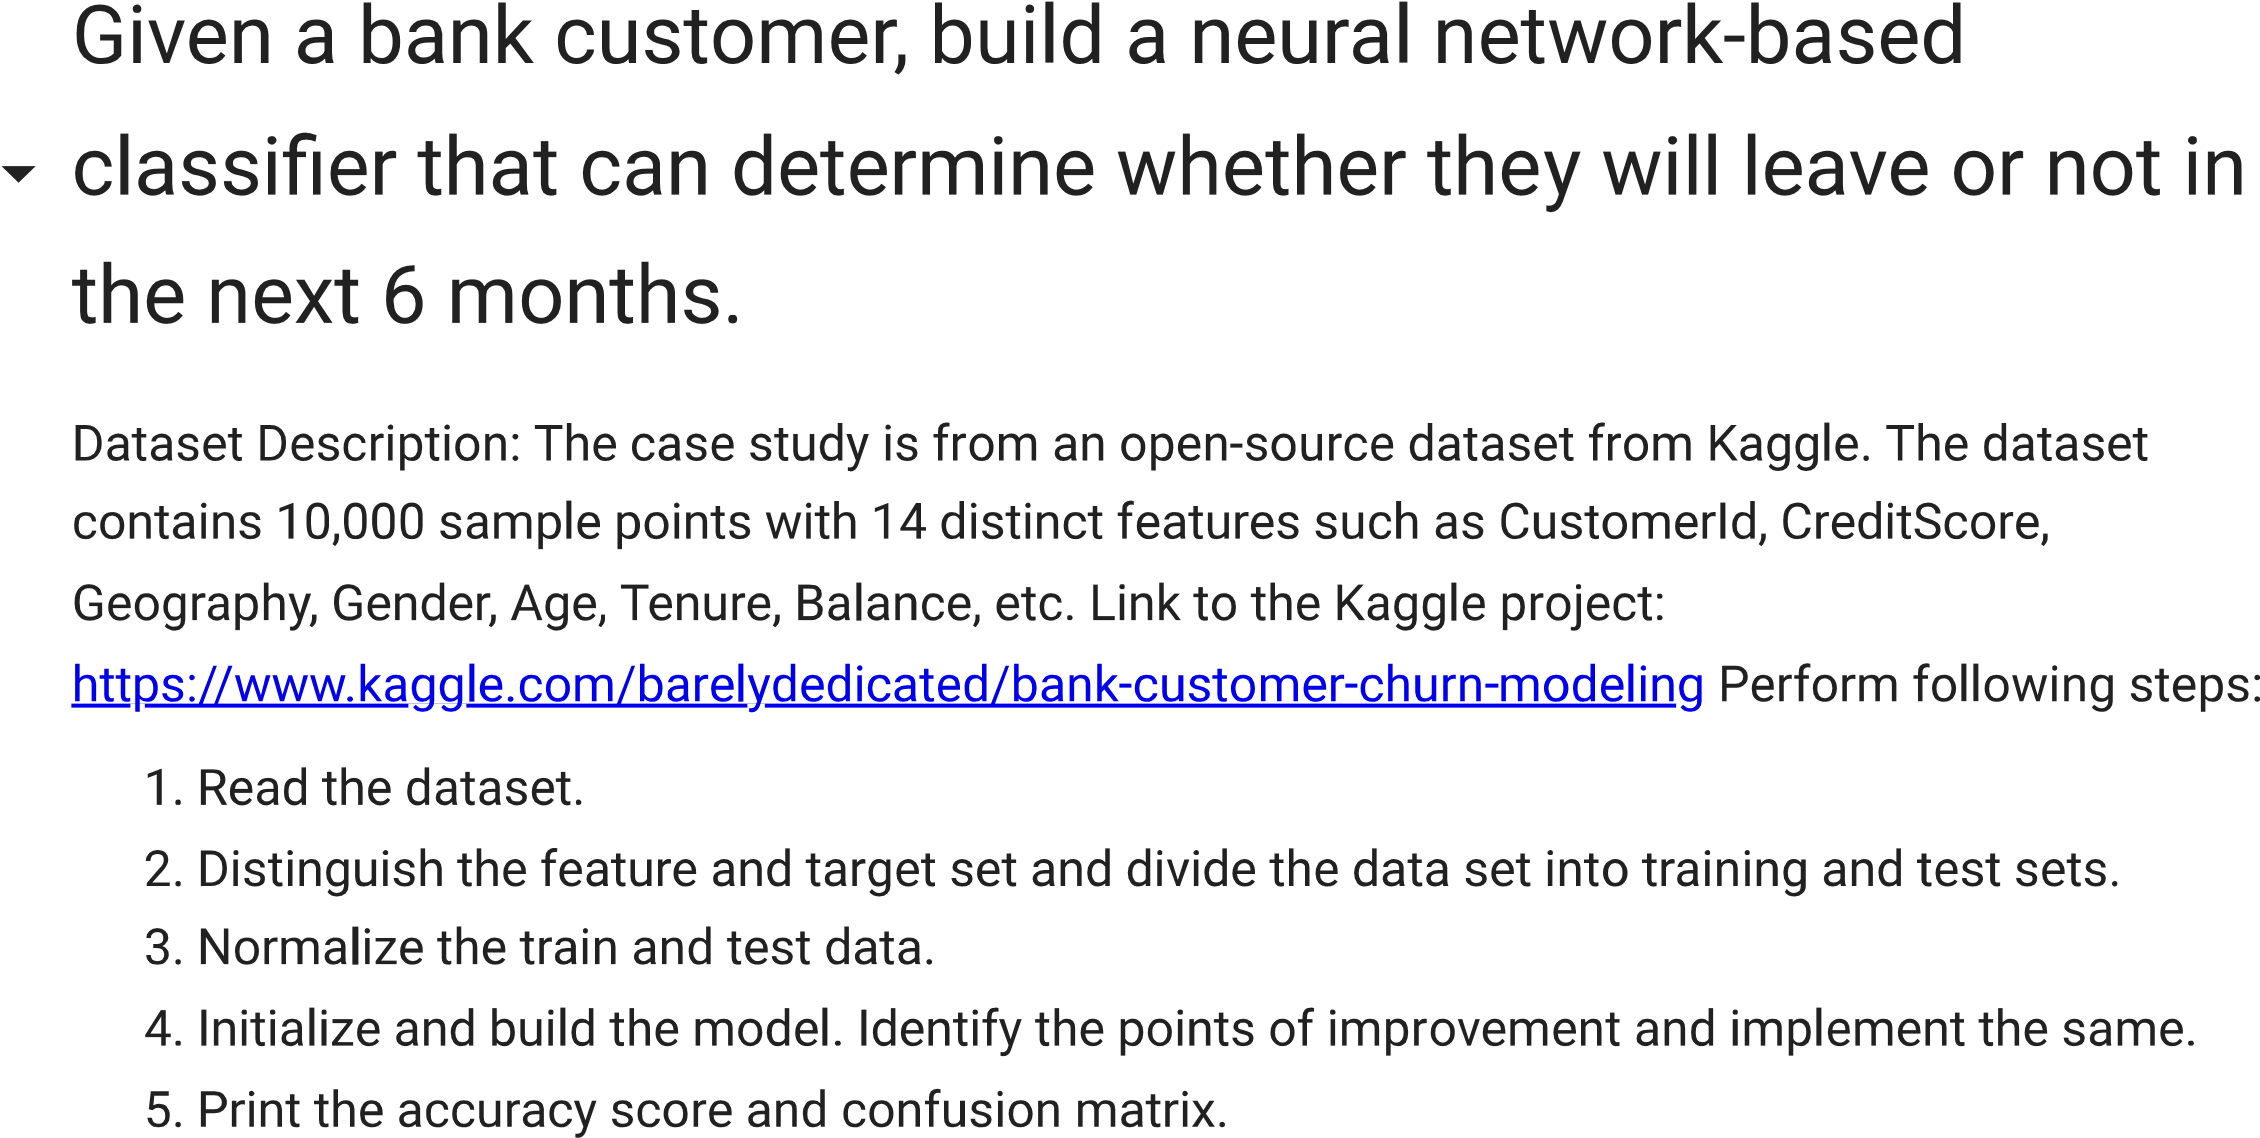 Given a bank customer, build a neural network-based
classifier that can determine whether they will leave or not in
the next 6 months.
Dataset Description: The case study is from an open-source dataset from Kaggle. The dataset
contains 10,000 sample points with 14 distinct features such as CustomerId, CreditScore,
Geography, Gender, Age, Tenure, Balance, etc. Link to the Kaggle project:
https://www.kaggle.com/barelydedicated/bank-customer-churn-modeling Perform following steps:
1. Read the dataset.
2. Distinguish the feature and target set and divide the data set into training and test sets.
3. Normalize the train and test data.
4. Initialize and build the model. Identify the points of improvement and implement the same.
5. Print the accuracy score and confusion matrix.